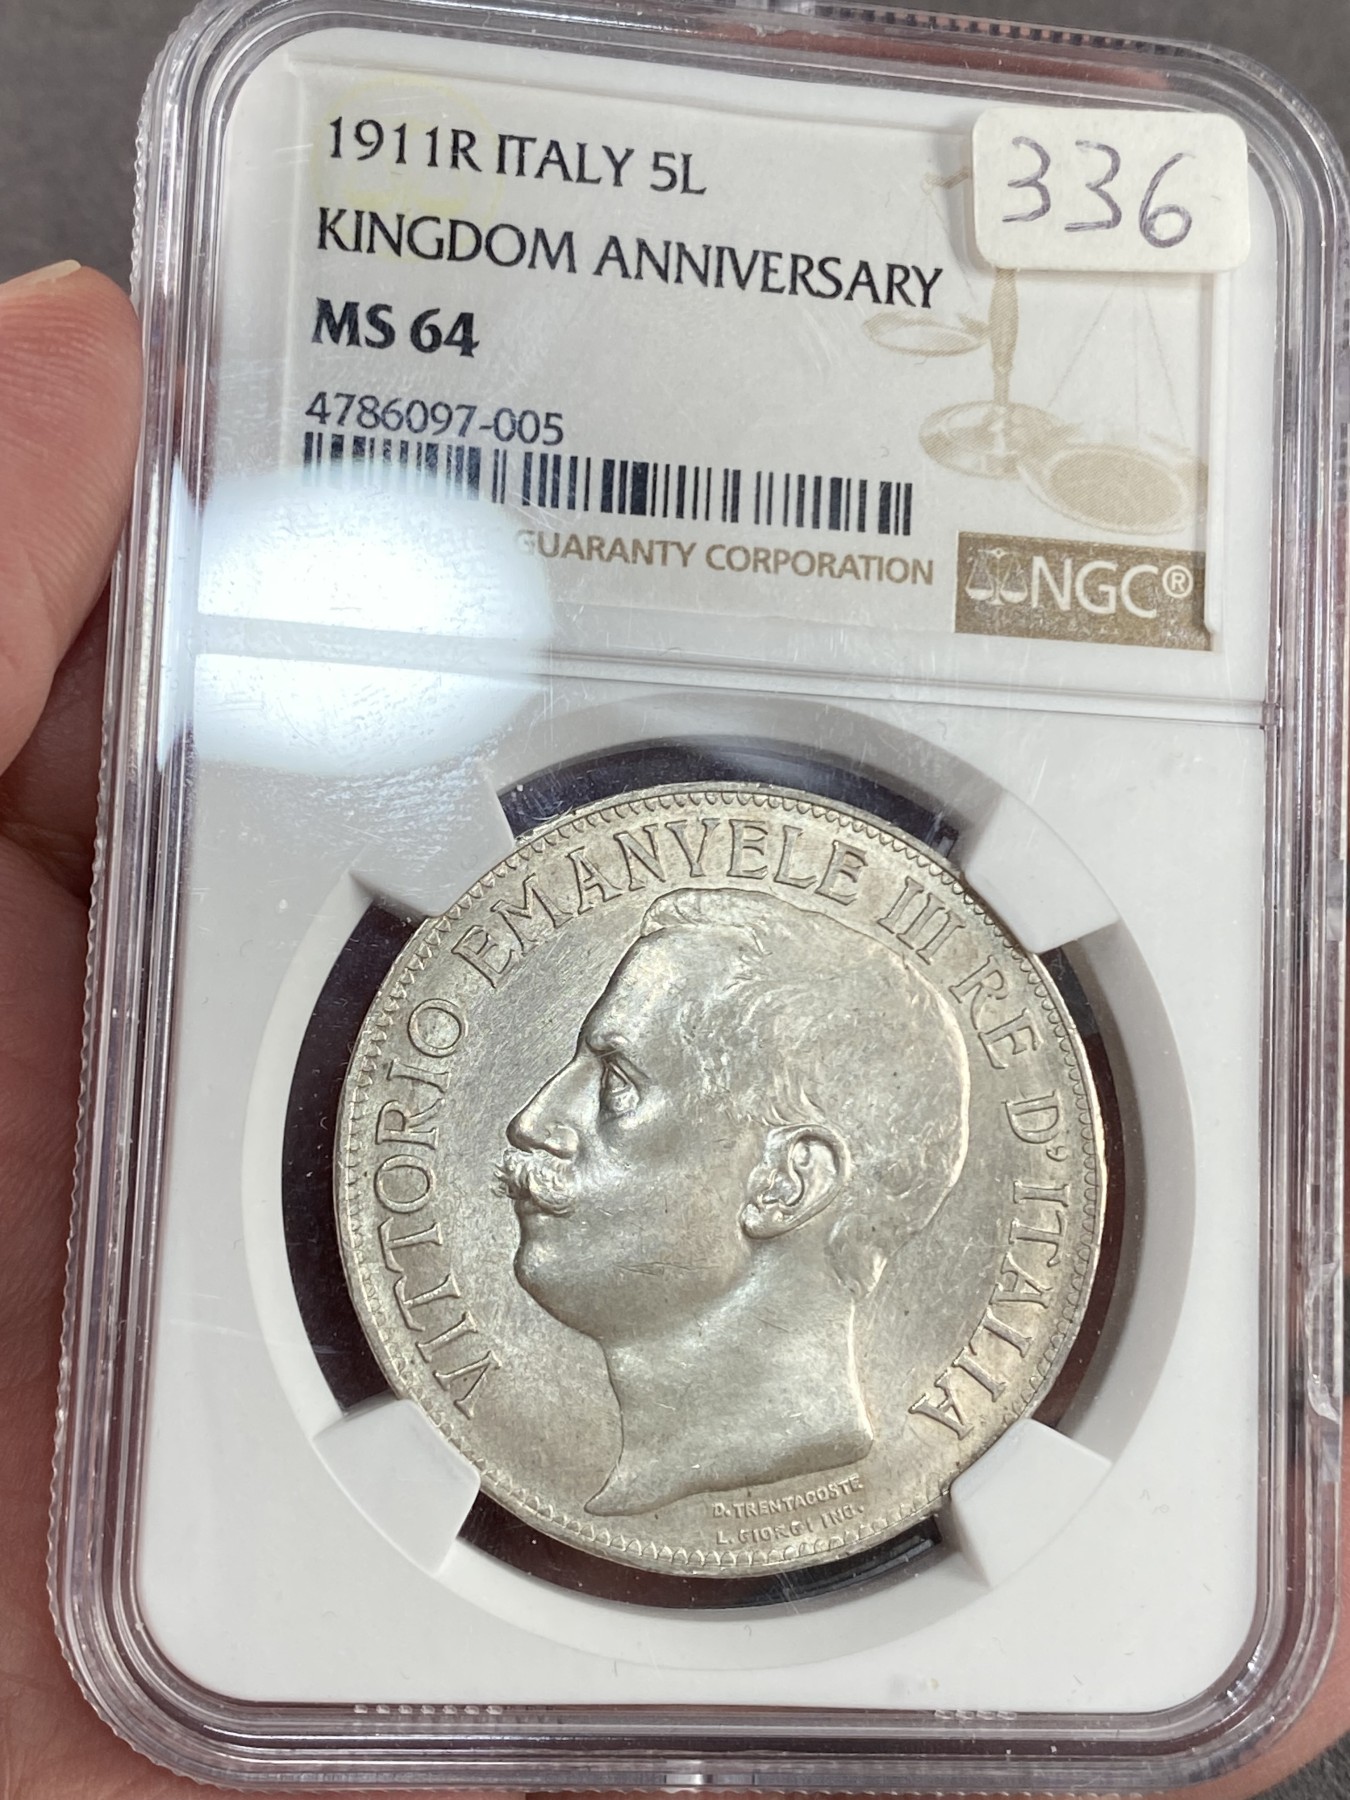 1911R ITALY 5L
336
KINGDOM ANNIVERSARY
MS 64
4786097-005
GUARANTY CORPORATION
NGC®
VITTORIO EMANVELE III RE D'ITALIA
D. TRENTACOSTE
L. GIORGI INC.